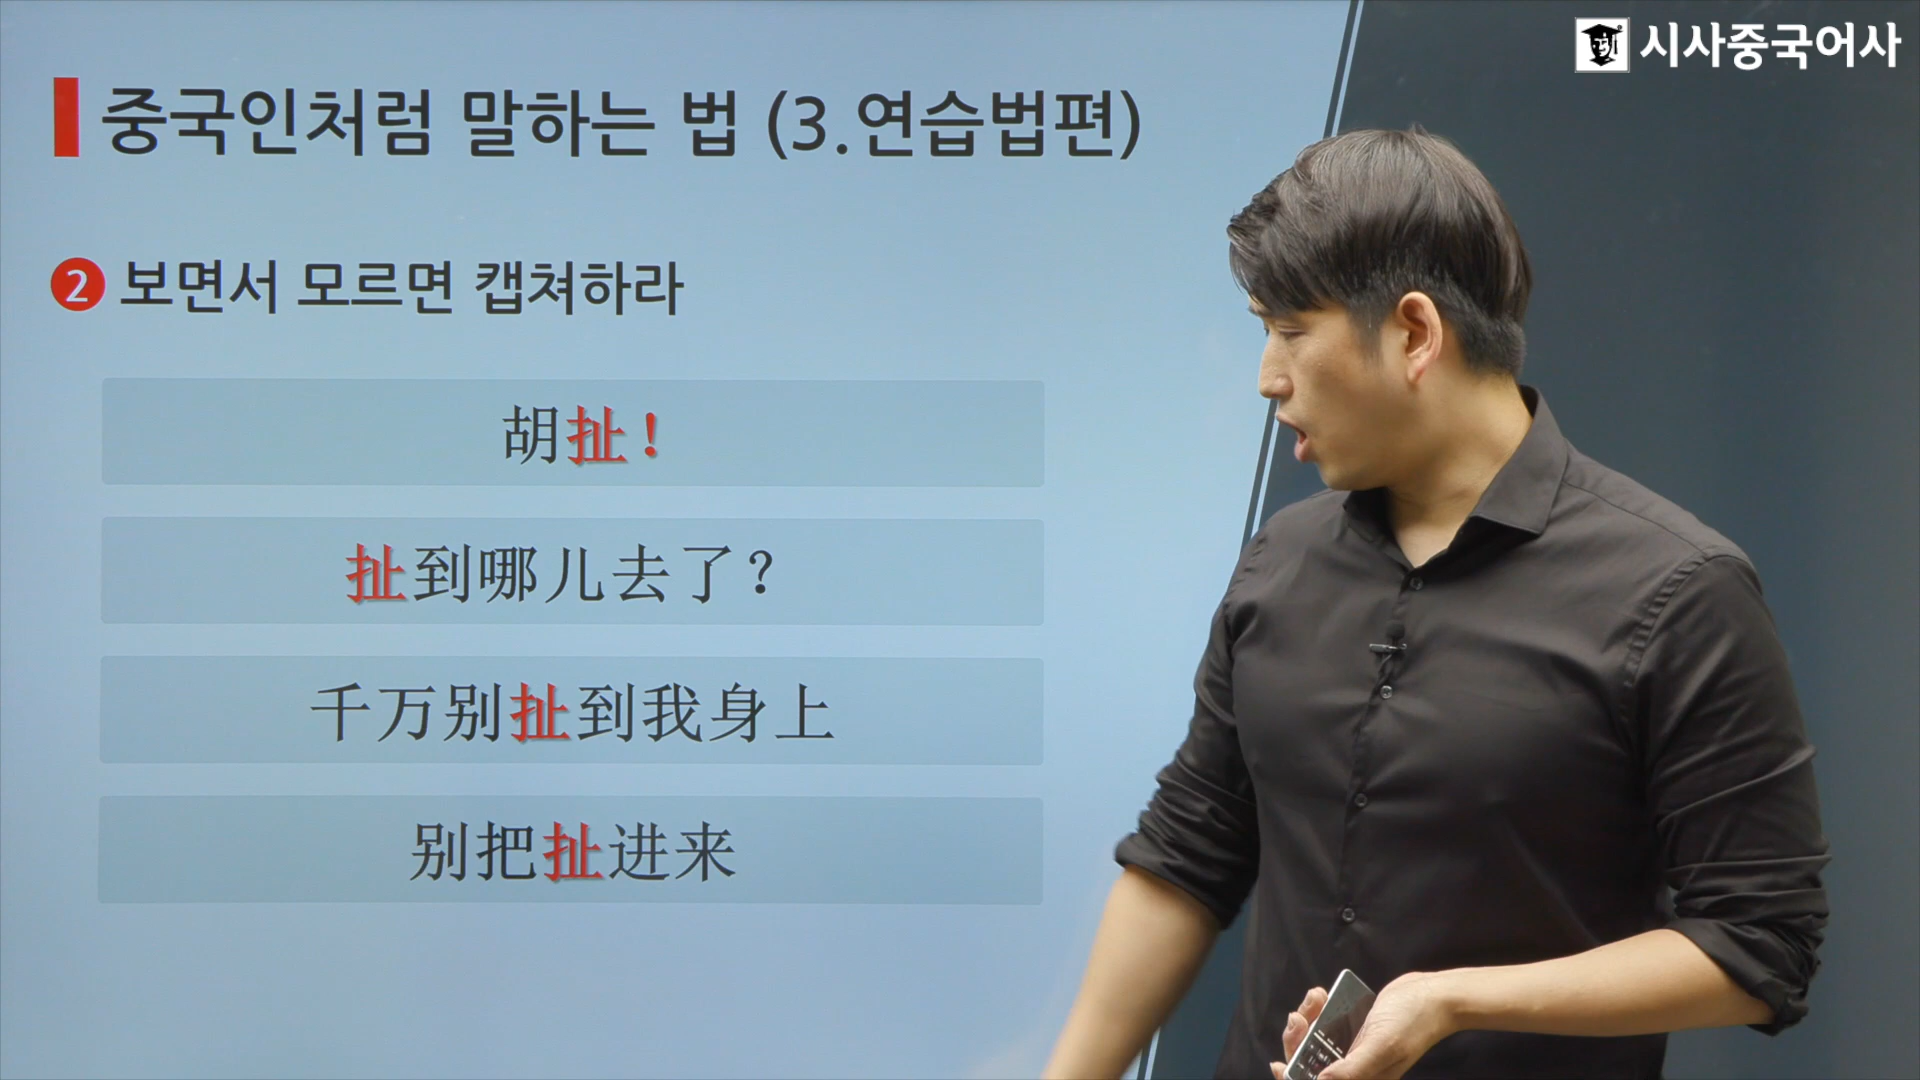 시사중국어사
중국인처럼 말하는 법 (3.연습법편)
2 보면서 모르면 캡쳐하라
胡扯！
扯到哪儿去了？
千万别扯到我身上
别把扯进来